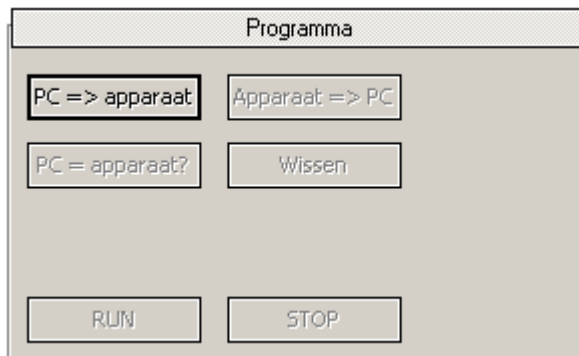 Programma
PC => apparaat
Apparaat => PC
PC = apparaat?
Wissen
RUN
STOP